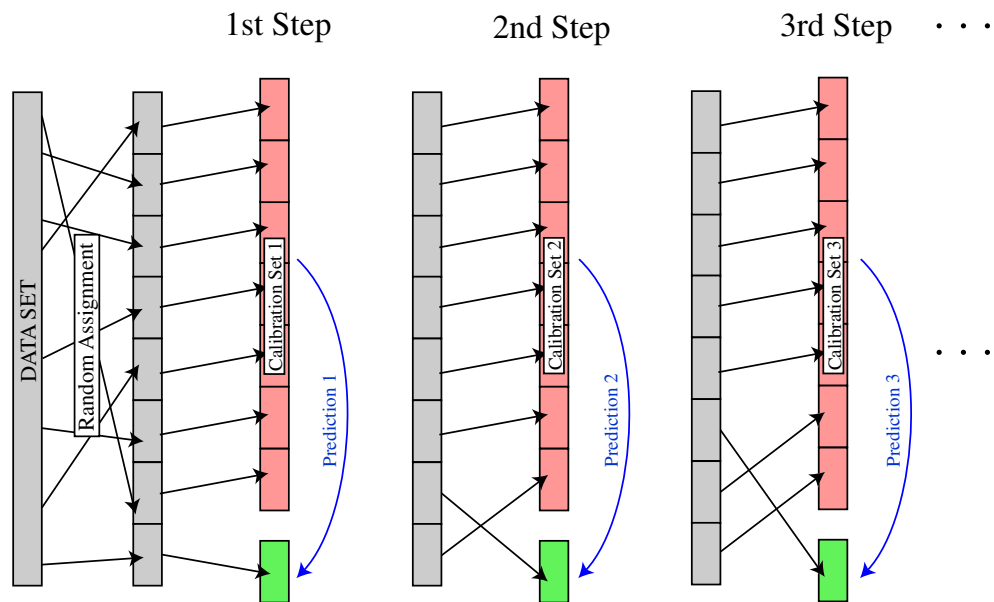 1st Step
2nd Step
3rd Step
. . .
DATA SET
Random Assignment
Calibration Set 1
Prediction 1
Calibration Set 2
Prediction 2
Calibration Set 3
Prediction 3
. . .